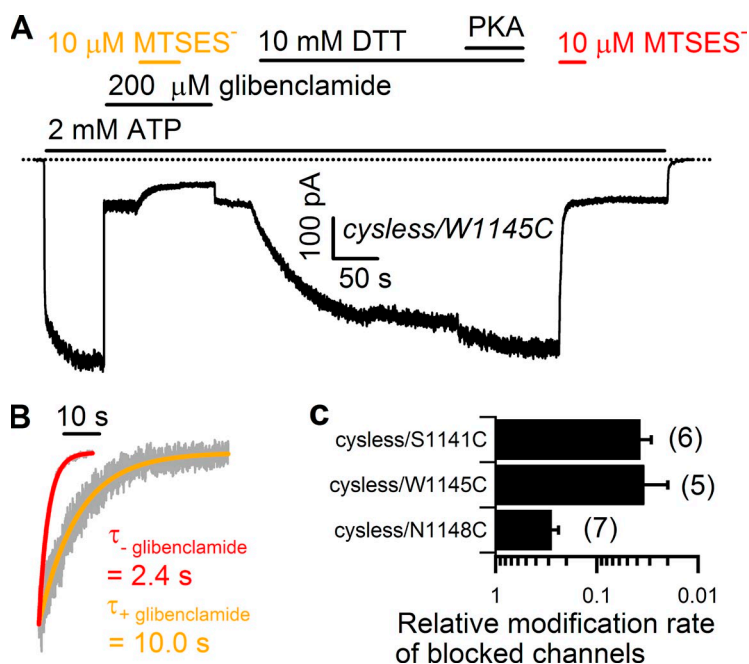 A
10 μM MTSES⁻
10 mM DTT
PKA
10 μM MTSES⁻
200 μM glibenclamide
2 mM ATP
100 pA
cysless/W1145C
50 s
B
10 s
τ- glibenclamide
= 2.4 s
τ+ glibenclamide
= 10.0 s
C
cysless/S1141C
(6)
cysless/W1145C
(5)
cysless/N1148C
(7)
1
0.1
0.01
Relative modification rate
of blocked channels